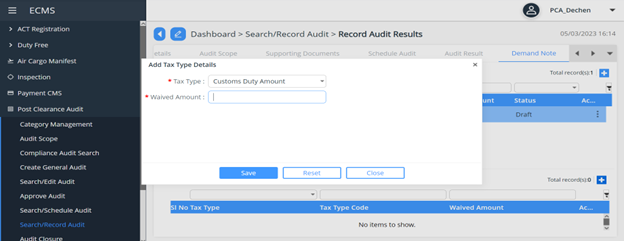 ECMS
PCA_Dechen
ACT Registration
Duty Free
Air Cargo Manifest
Inspection
Payment CMS
Post Clearance Audit
Category Management
Audit Scope
Compliance Audit Search
Create General Audit
Search/Edit Audit
Approve Audit
Search/Schedule Audit
Search/Record Audit
Audit Closure
Dashboard > Search/Record Audit > Record Audit Results
05/03/2023 16:14
etails Audit Scope Supporting Documents Schedule Audit Audit Result Demand Note
Total record(s):1
unt Status Ac...
Draft
Add Tax Type Details ×
* Tax Type : Customs Duty Amount
* Waived Amount :
Save Reset Close
Total record(s):0
Sl No Tax Type Tax Type Code Waived Amount Ac...
No items to show.